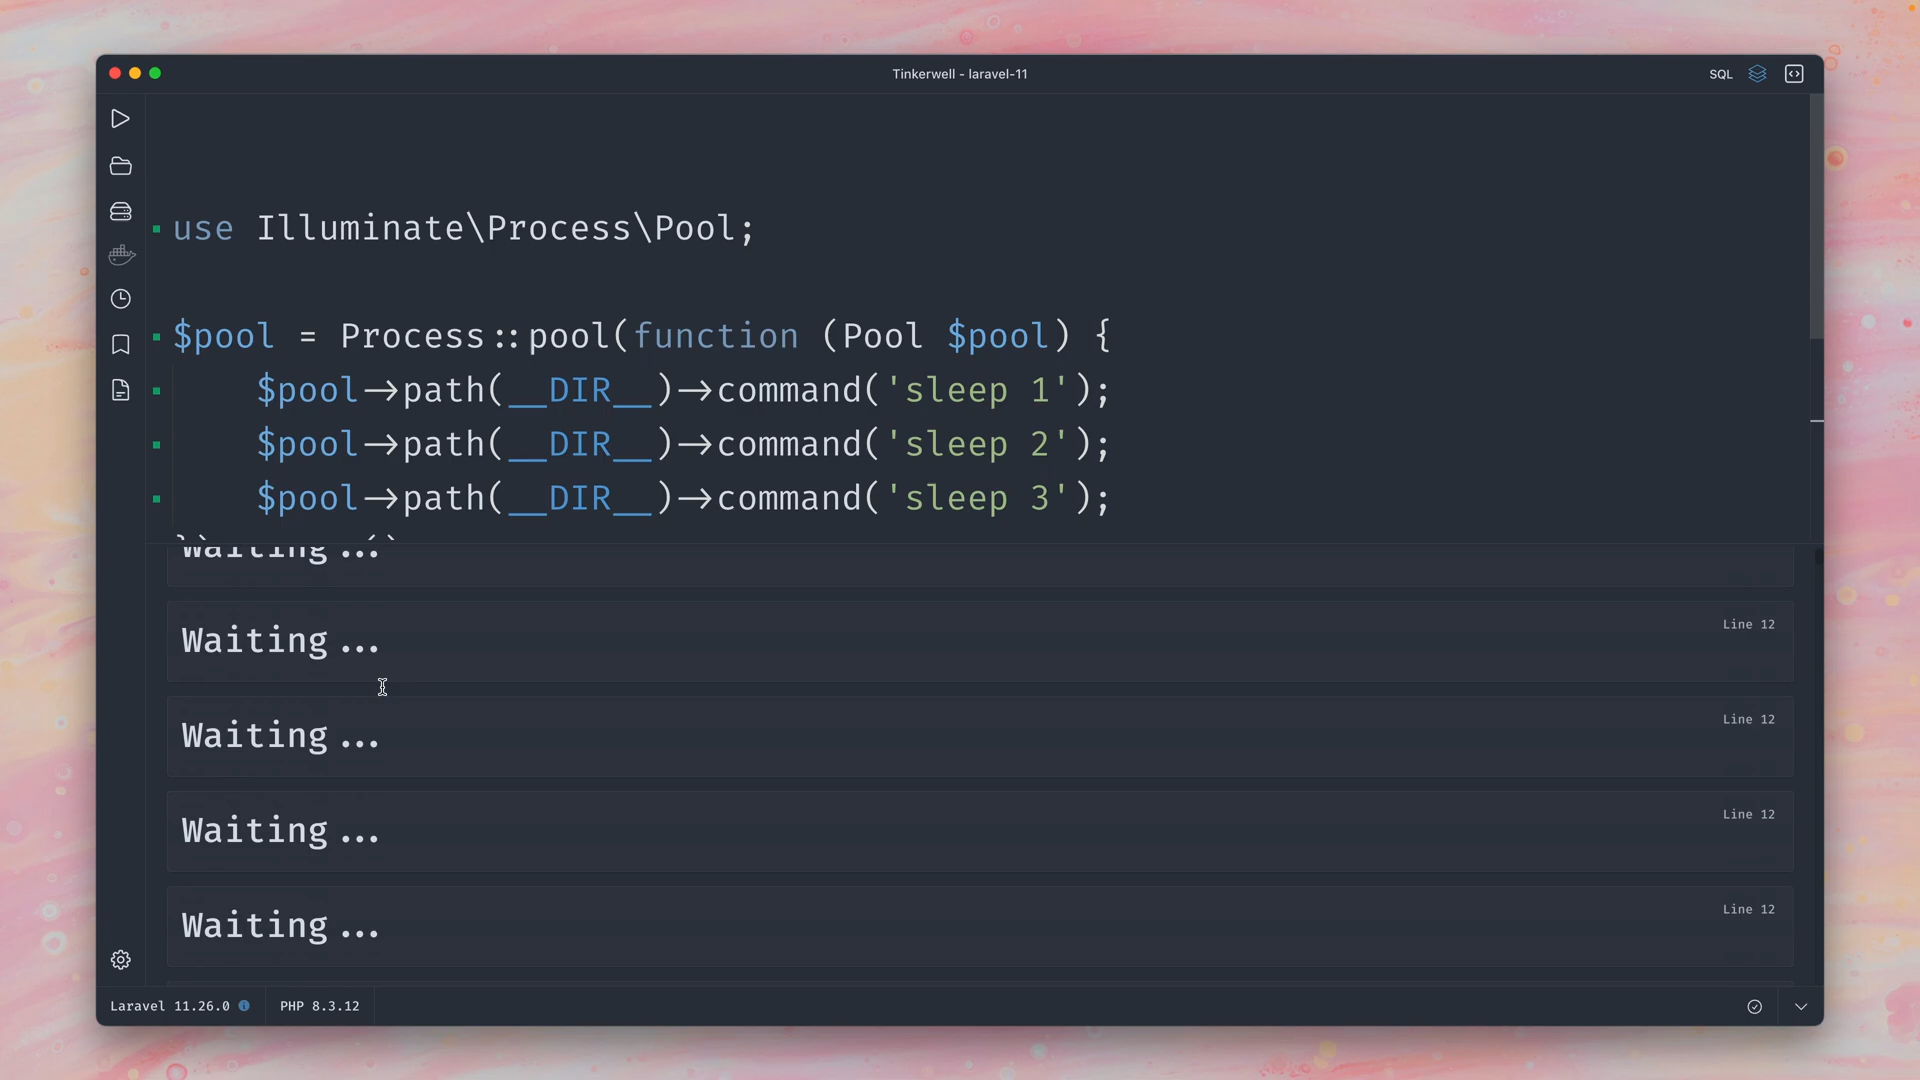 Tinkerwell - laravel-11
SQL
use Illuminate\Process\Pool;
$pool = Process::pool(function (Pool $pool) {
$pool->path(__DIR__)->command('sleep 1');
$pool->path(__DIR__)->command('sleep 2');
$pool->path(__DIR__)->command('sleep 3');
Waiting...
Waiting...
Line 12
Waiting...
Line 12
Waiting...
Line 12
Waiting...
Line 12
Laravel 11.26.0
PHP 8.3.12